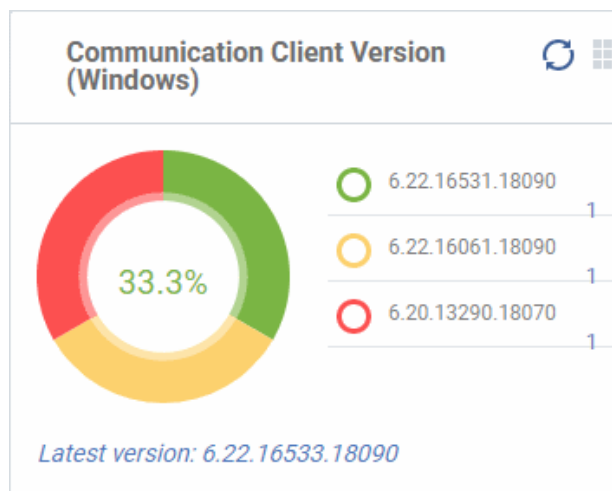 Communication Client Version
(Windows)
33.3%
6.22.16531.18090
1
6.22.16061.18090
1
6.20.13290.18070
1
Latest version: 6.22.16533.18090